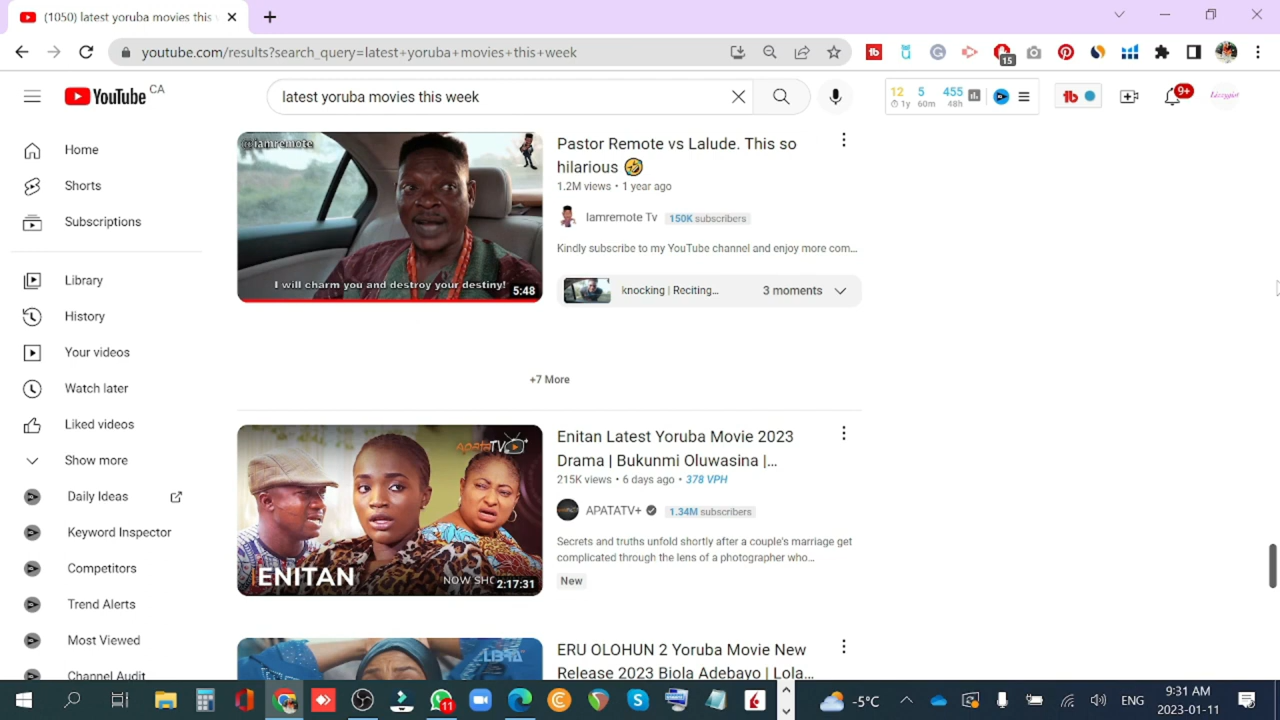 (1050) latest yoruba movies this
youtube.com/results?search_query=latest+yoruba+movies+this+week
15
YouTube CA
latest yoruba movies this week
12 5 455
1y 60m 48h
9+
Lizzygist
Home
Shorts
Subscriptions
Library
History
Your videos
Watch later
Liked videos
Show more
Daily Ideas
Keyword Inspector
Competitors
Trend Alerts
Most Viewed
Channel Audit
@iamremote
I will charm you and destroy your destiny!
5:48
Pastor Remote vs Lalude. This so
hilarious 🤣
1.2M views • 1 year ago
Iamremote Tv 150K subscribers
Kindly subscribe to my YouTube channel and enjoy more com...
knocking | Reciting... 3 moments
+7 More
APATATV+
ENITAN
NOW SHO
2:17:31
Enitan Latest Yoruba Movie 2023
Drama | Bukunmi Oluwasina |...
215K views • 6 days ago • 378 VPH
APATATV+ 1.34M subscribers
Secrets and truths unfold shortly after a couple's marriage get
complicated through the lens of a photographer who...
New
ERU OLOHUN 2 Yoruba Movie New
Release 2023 Biola Adebayo | Lola...
11
-5°C
ENG
9:31 AM
2023-01-11